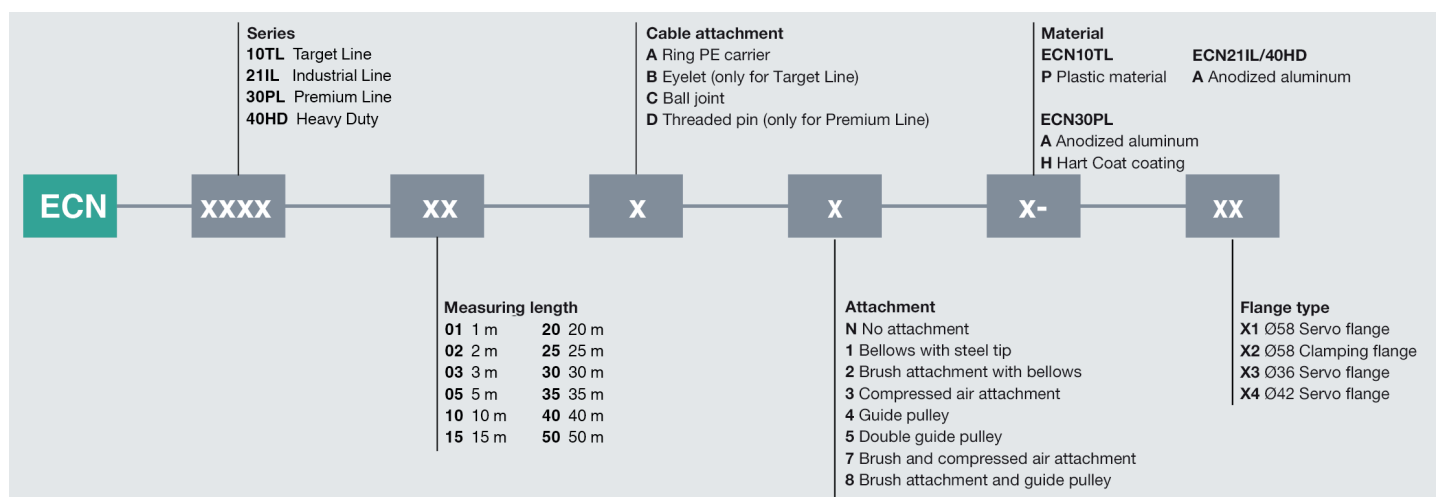 Series
10TL Target Line
21IL Industrial Line
30PL Premium Line
40HD Heavy Duty
Cable attachment
A Ring PE carrier
B Eyelet (only for Target Line)
C Ball joint
D Threaded pin (only for Premium Line)
Material
ECN10TL ECN21IL/40HD
P Plastic material A Anodized aluminum
ECN30PL
A Anodized aluminum
H Hart Coat coating
ECN xxxx xx x x x- xx
Measuring length
01 1 m 20 20 m
02 2 m 25 25 m
03 3 m 30 30 m
05 5 m 35 35 m
10 10 m 40 40 m
15 15 m 50 50 m
Attachment
N No attachment
1 Bellows with steel tip
2 Brush attachment with bellows
3 Compressed air attachment
4 Guide pulley
5 Double guide pulley
7 Brush and compressed air attachment
8 Brush attachment and guide pulley
Flange type
X1 Ø58 Servo flange
X2 Ø58 Clamping flange
X3 Ø36 Servo flange
X4 Ø42 Servo flange